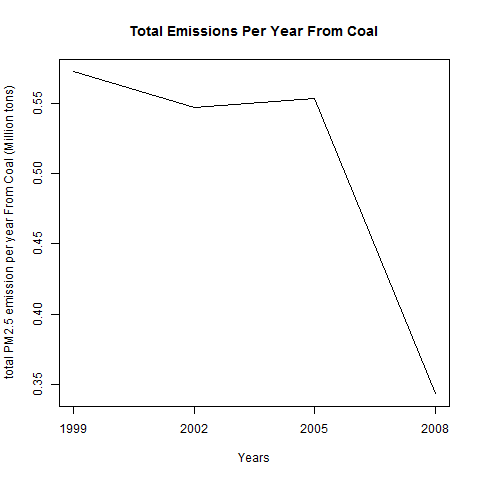 Total Emissions Per Year From Coal
total PM2.5 emission per year From Coal (Million tons)
0.55
0.50
0.45
0.40
0.35
1999 2002 2005 2008
Years